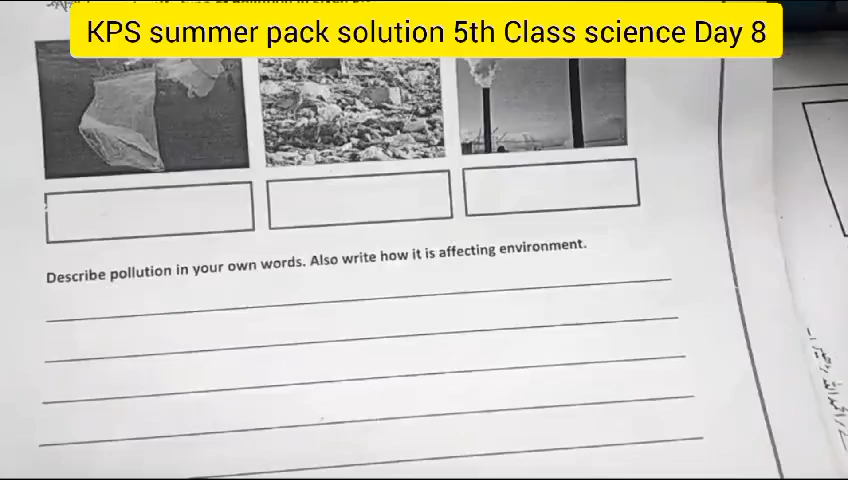 KPS summer pack solution 5th Class science Day 8
Describe pollution in your own words. Also write how it is affecting environment.